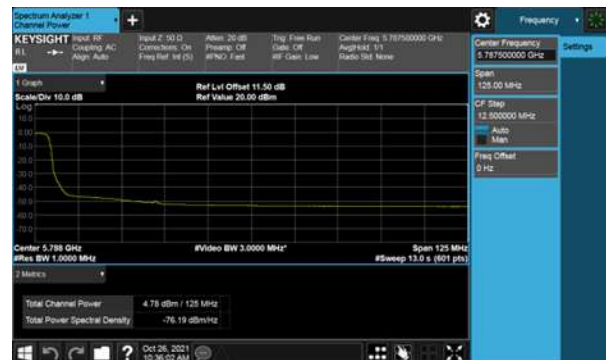 Spectrum Analyzer 1
Channel Power
+
Frequency
KEYSIGHT Input: RF Input Z: 50 Ω Atten: 20 dB Trig: Free Run Center Freq: 5.787500000 GHz
RL Coupling: AC Corrections: On Preamp: Off Gate: Off Avg|Hold: 1/1
Align: Auto Freq Ref: Int (S) #PNO: Fast #IF Gain: Low Radio Std: None
Center Frequency
5.787500000 GHz
Settings
Span
125.00 MHz
CF Step
12.500000 MHz
Auto
Man
Freq Offset
0 Hz
1 Graph
Ref Lvl Offset 11.50 dB
Scale/Div 10.0 dB Ref Value 20.00 dBm
Log
10.0
0.00
-10.0
-20.0
-30.0
-40.0
-50.0
-60.0
-70.0
Center 5.788 GHz #Video BW 3.0000 MHz* Span 125 MHz
#Res BW 1.0000 MHz #Sweep 13.0 s (601 pts)
2 Metrics
Total Channel Power 4.78 dBm / 125 MHz
Total Power Spectral Density -76.19 dBm/Hz
? Oct 26, 2021
10:36:02 AM